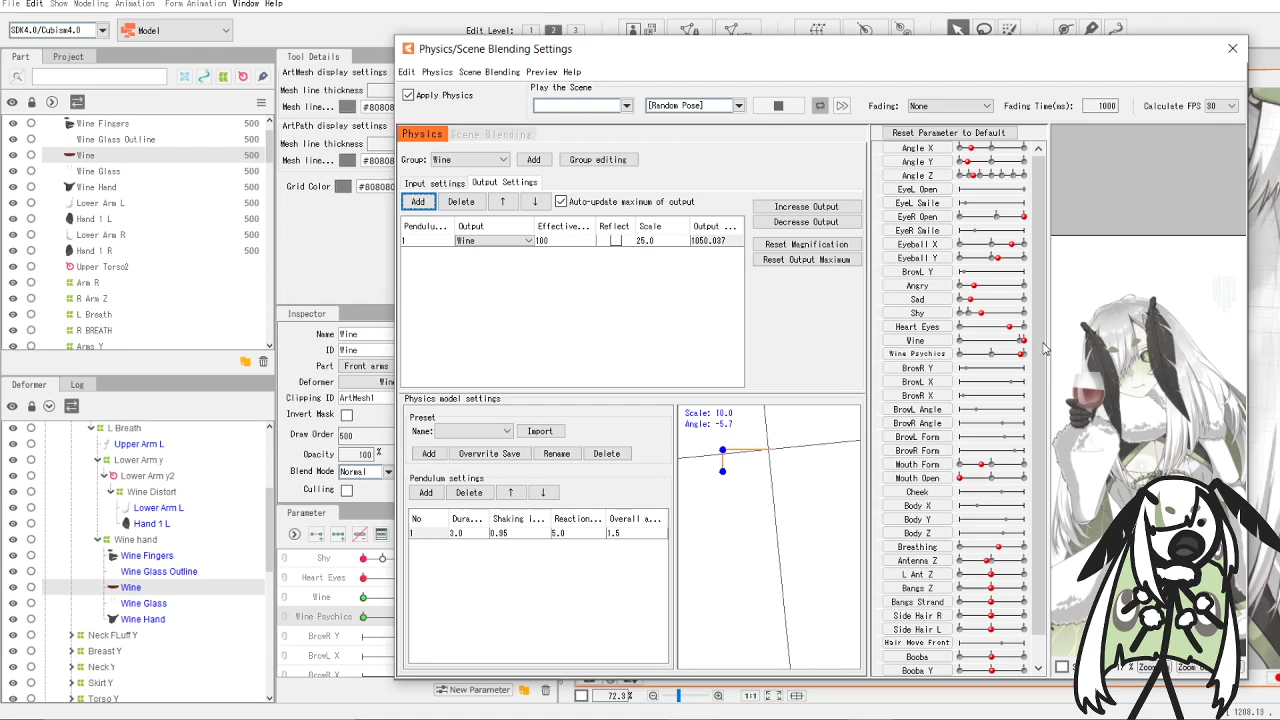 File Edit Show Modeling Animation Form Animation Window Help
SDK4.0/Cubism4.0
Model
Edit Level: 1 2 3
Part Project
Wine Fingers 500
Wine Glass Outline 500
Wine 500
Wine Glass 500
Wine Hand 500
Lower Arm L 500
Hand 1 L 500
Lower Arm R 500
Hand 1 R 500
Upper Torso2
Arm R
R Arm Z
L Breath
R BREATH
Arms Y
Deformer Log
L Breath
Upper Arm L
Lower Arm y
Lower Arm y2
Wine Distort
Lower Arm L
Hand 1 L
Wine hand
Wine Fingers
Wine Glass Outline
Wine
Wine Glass
Wine Hand
Neck FLuff Y
Breast Y
Neck Y
Skirt Y
Torso Y
Tool Details
ArtMesh display settings
Mesh line thickness
Mesh line... #80808
ArtPath display settings
Mesh line thickness
Mesh line... #80808
Grid Color #80808
Inspector
Name Wine
ID Wine
Part Front arms
Deformer Win
Clipping ID ArtMesh1
Invert Mask
Draw Order 500
Opacity 100 %
Blend Mode Normal
Culling
Parameter
Shy
Heart Eyes
Wine
Wine Psychics
BrowR Y
BrowL X
BrowR X
New Parameter
Physics/Scene Blending Settings
Edit Physics Scene Blending Preview Help
Apply Physics
Play the Scene
[Random Pose]
Fading: None
Fading Time(ms): 1000
Calculate FPS 30
Physics Scene Blending
Group: Wine Add Group editing
Input settings Output Settings
Add Delete ↑ ↓ Auto-update maximum of output
Pendulu... Output Effective... Reflect Scale Output ...
1 Wine 100 25.0 1050.037
Increase Output
Decrease Output
Reset Magnification
Reset Output Maximum
Physics model settings
Preset
Name: Import
Add Overwrite Save Rename Delete
Pendulum settings
Add Delete ↑ ↓
No Dura... Shaking i... Reaction... Overall a...
1 3.0 0.95 5.0 1.5
Scale: 10.0
Angle: -5.7
Reset Parameter to Default
Angle X
Angle Y
Angle Z
EyeL Open
EyeL Smile
EyeR Open
EyeR Smile
Eyeball X
Eyeball Y
BrowL Y
Angry
Sad
Shy
Heart Eyes
Wine
Wine Psychics
BrowR Y
BrowL X
BrowR X
BrowL Angle
BrowR Angle
BrowL Form
BrowR Form
Mouth Form
Mouth Open
Cheek
Body X
Body Y
Body Z
Breathing
Antenna Z
L Ant Z
Bangs Z
Bangs Strand
Side Hair R
Side Hair L
Hair Move Front
Booba
Booba Y
72.3%
1:1
1208.13 ,